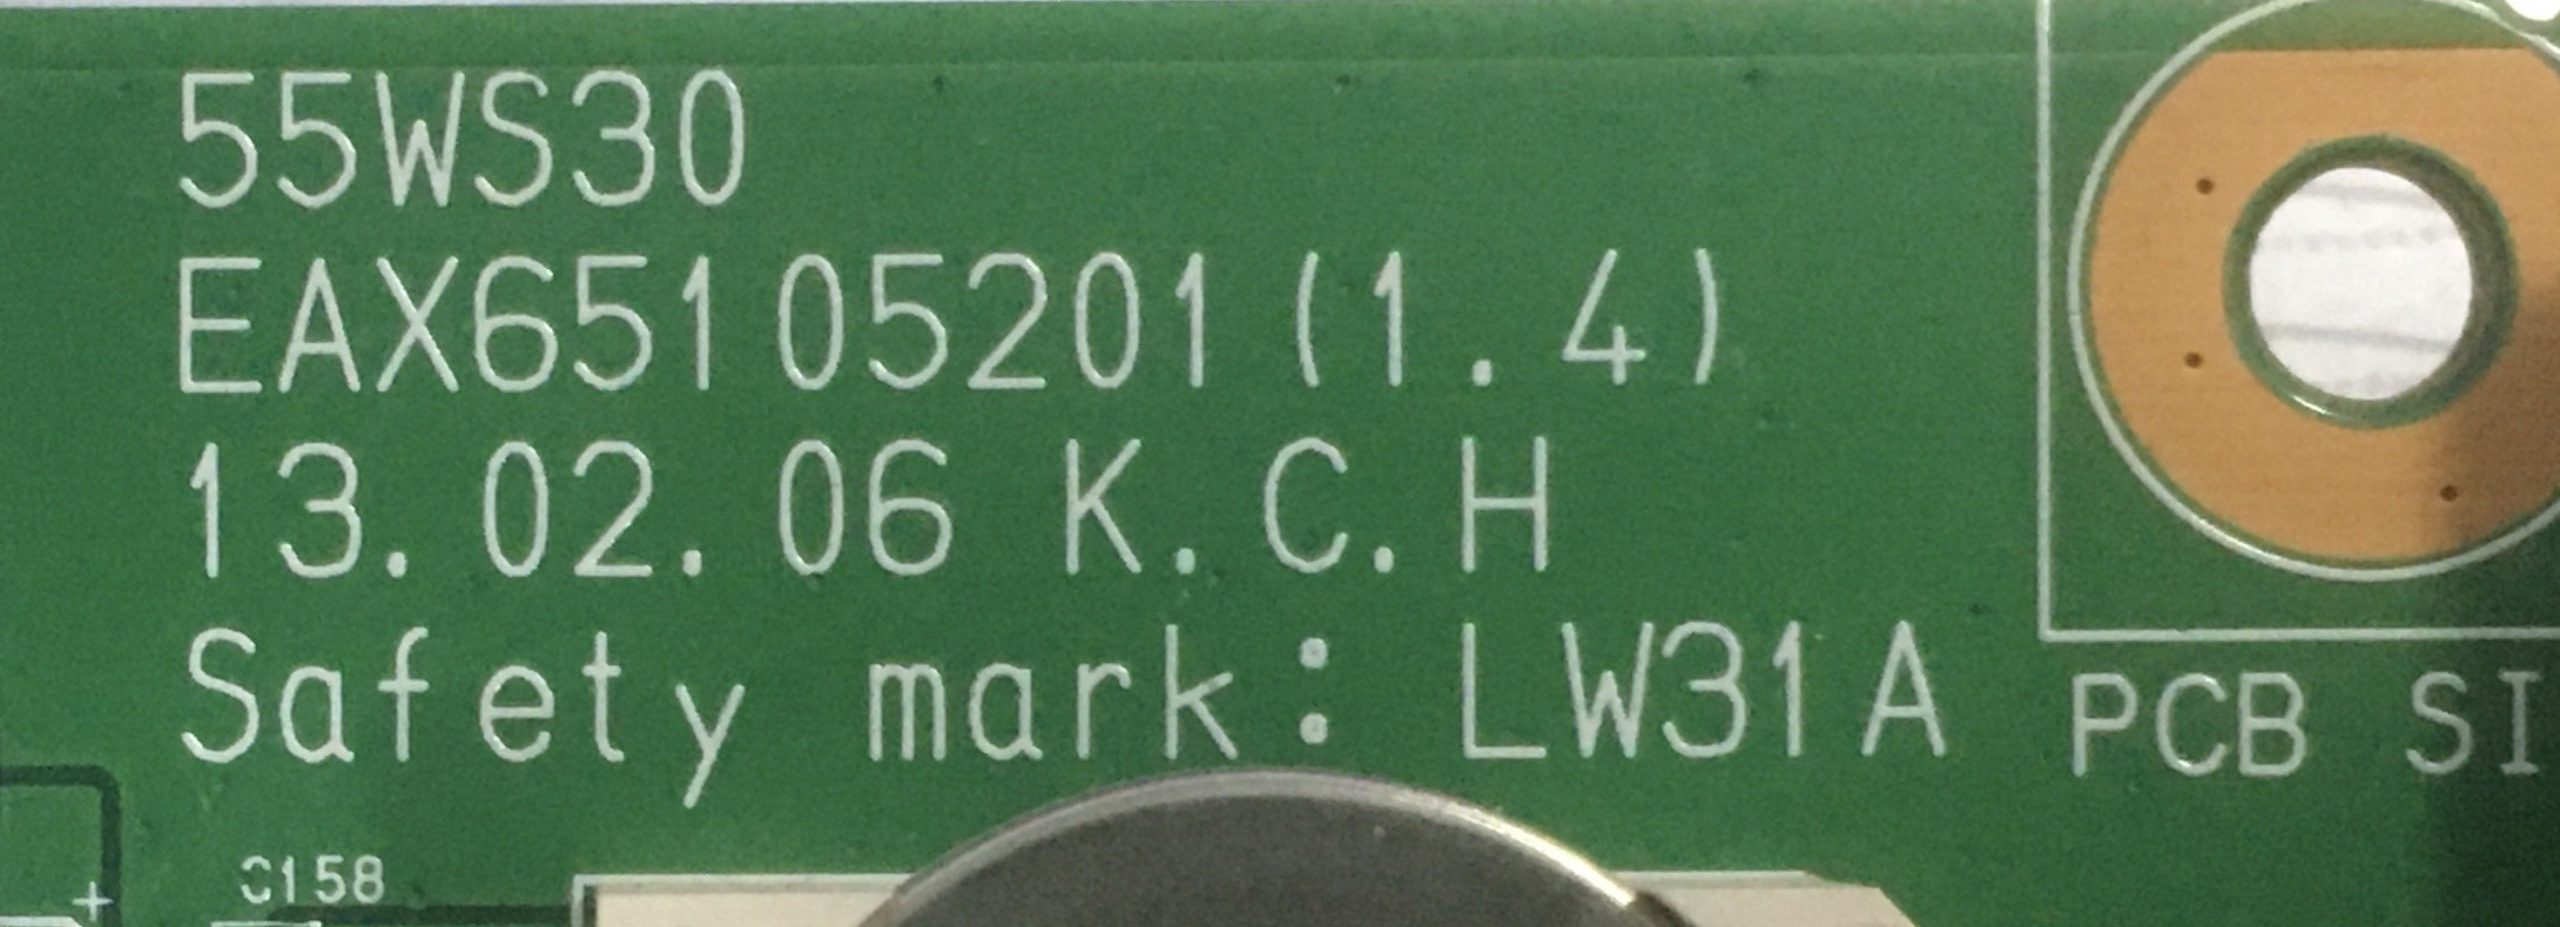 55WS30
EAX65105201(1.4)
13.02.06 K.C.H
Safety mark: LW31A
PCB SI
C158
+